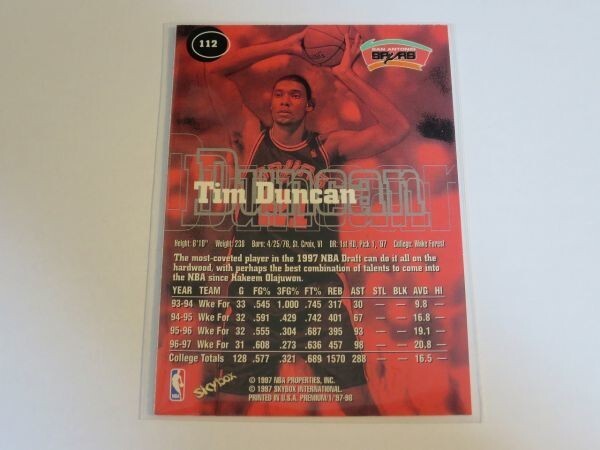 112
SAN ANTONIO
SPURS
Duncan
Tim Duncan
Height: 6'10" Weight: 238 Born: 4/25/76, St. Croix, VI DR: 1st RD, Pick 1, '97 College: Wake Forest
The most-coveted player in the 1997 NBA Draft can do it all on the
hardwood, with perhaps the best combination of talents to come into
the NBA since Hakeem Olajuwon.
YEAR TEAM G FG% 3FG% FT% REB AST STL BLK AVG HI
93-94 Wke For 33 .545 1.000 .745 317 30 — — 9.8 —
94-95 Wke For 32 .591 .429 .742 401 67 — — 16.8 —
95-96 Wke For 32 .555 .304 .687 395 93 — — 19.1 —
96-97 Wke For 31 .608 .273 .636 457 98 — — 20.8 —
College Totals 128 .577 .321 .689 1570 288 — — 16.5 —
NBA
SKYBOX
© 1997 NBA PROPERTIES, INC.
© 1997 SKYBOX INTERNATIONAL.
PRINTED IN U.S.A. PREMIUM/1/'97-98